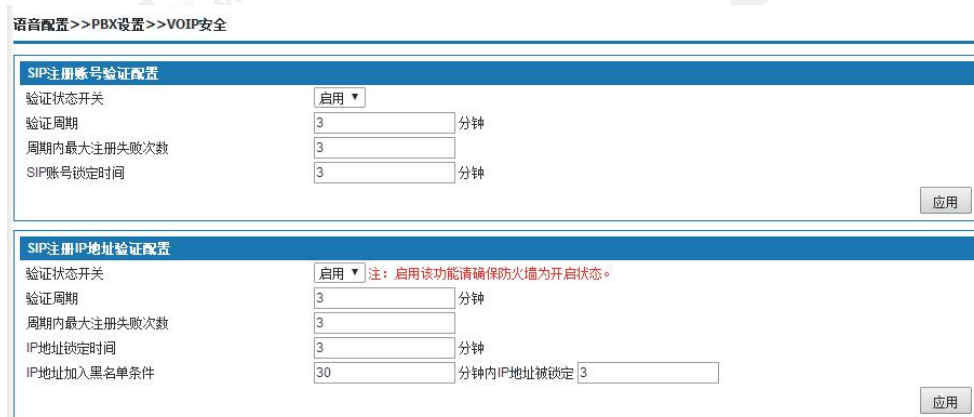 语音配置>>PBX设置>>VOIP安全
SIP注册账号验证配置
验证状态开关 启用
验证周期 3 分钟
周期内最大注册失败次数 3
SIP账号锁定时间 3 分钟
应用
SIP注册IP地址验证配置
验证状态开关 启用 注：启用该功能请确保防火墙为开启状态。
验证周期 3 分钟
周期内最大注册失败次数 3
IP地址锁定时间 3 分钟
IP地址加入黑名单条件 30 分钟内IP地址被锁定 3
应用